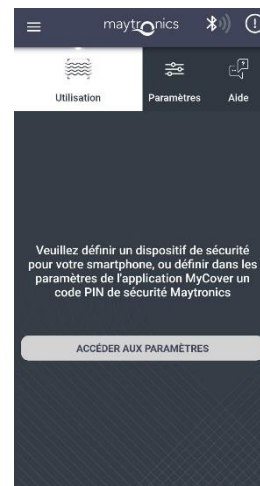 maytronics
Utilisation
Paramètres
Aide
Veuillez définir un dispositif de sécurité
pour votre smartphone, ou définir dans les
paramètres de l'application MyCover un
code PIN de sécurité Maytronics
ACCÉDER AUX PARAMÈTRES